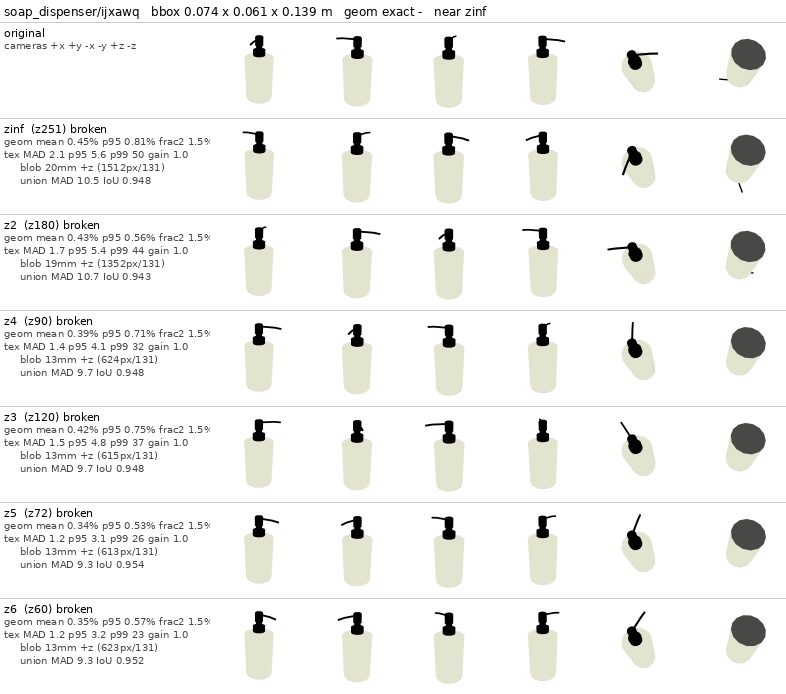 soap_dispenser/ijxawq   bbox 0.074 x 0.061 x 0.139 m   geom exact -   near zinf
original
cameras +x +y -x -y +z -z
zinf  (z251) broken
geom mean 0.45% p95 0.81% frac2 1.5%
tex MAD 2.1 p95 5.6 p99 50 gain 1.0
blob 20mm +z (1512px/131)
union MAD 10.5 IoU 0.948
z2  (z180) broken
geom mean 0.43% p95 0.56% frac2 1.5%
tex MAD 1.7 p95 5.4 p99 44 gain 1.0
blob 19mm +z (1352px/131)
union MAD 10.7 IoU 0.943
z4  (z90) broken
geom mean 0.39% p95 0.71% frac2 1.5%
tex MAD 1.4 p95 4.1 p99 32 gain 1.0
blob 13mm +z (624px/131)
union MAD 9.7 IoU 0.948
z3  (z120) broken
geom mean 0.42% p95 0.75% frac2 1.5%
tex MAD 1.5 p95 4.8 p99 37 gain 1.0
blob 13mm +z (615px/131)
union MAD 9.7 IoU 0.948
z5  (z72) broken
geom mean 0.34% p95 0.53% frac2 1.5%
tex MAD 1.2 p95 3.1 p99 26 gain 1.0
blob 13mm +z (613px/131)
union MAD 9.3 IoU 0.954
z6  (z60) broken
geom mean 0.35% p95 0.57% frac2 1.5%
tex MAD 1.2 p95 3.2 p99 23 gain 1.0
blob 13mm +z (623px/131)
union MAD 9.3 IoU 0.952